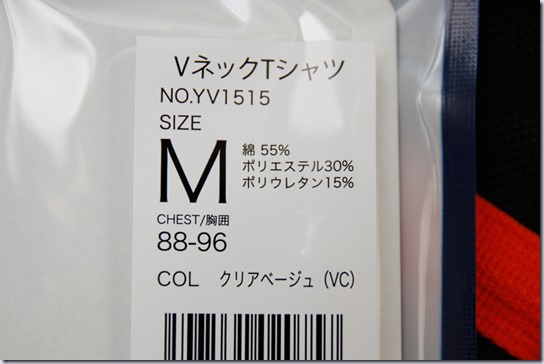 VネックTシャツ
NO.YV1515
SIZE
M
綿 55%
ポリエステル30%
ポリウレタン15%
CHEST/胸囲
88-96
COL クリアベージュ（VC）